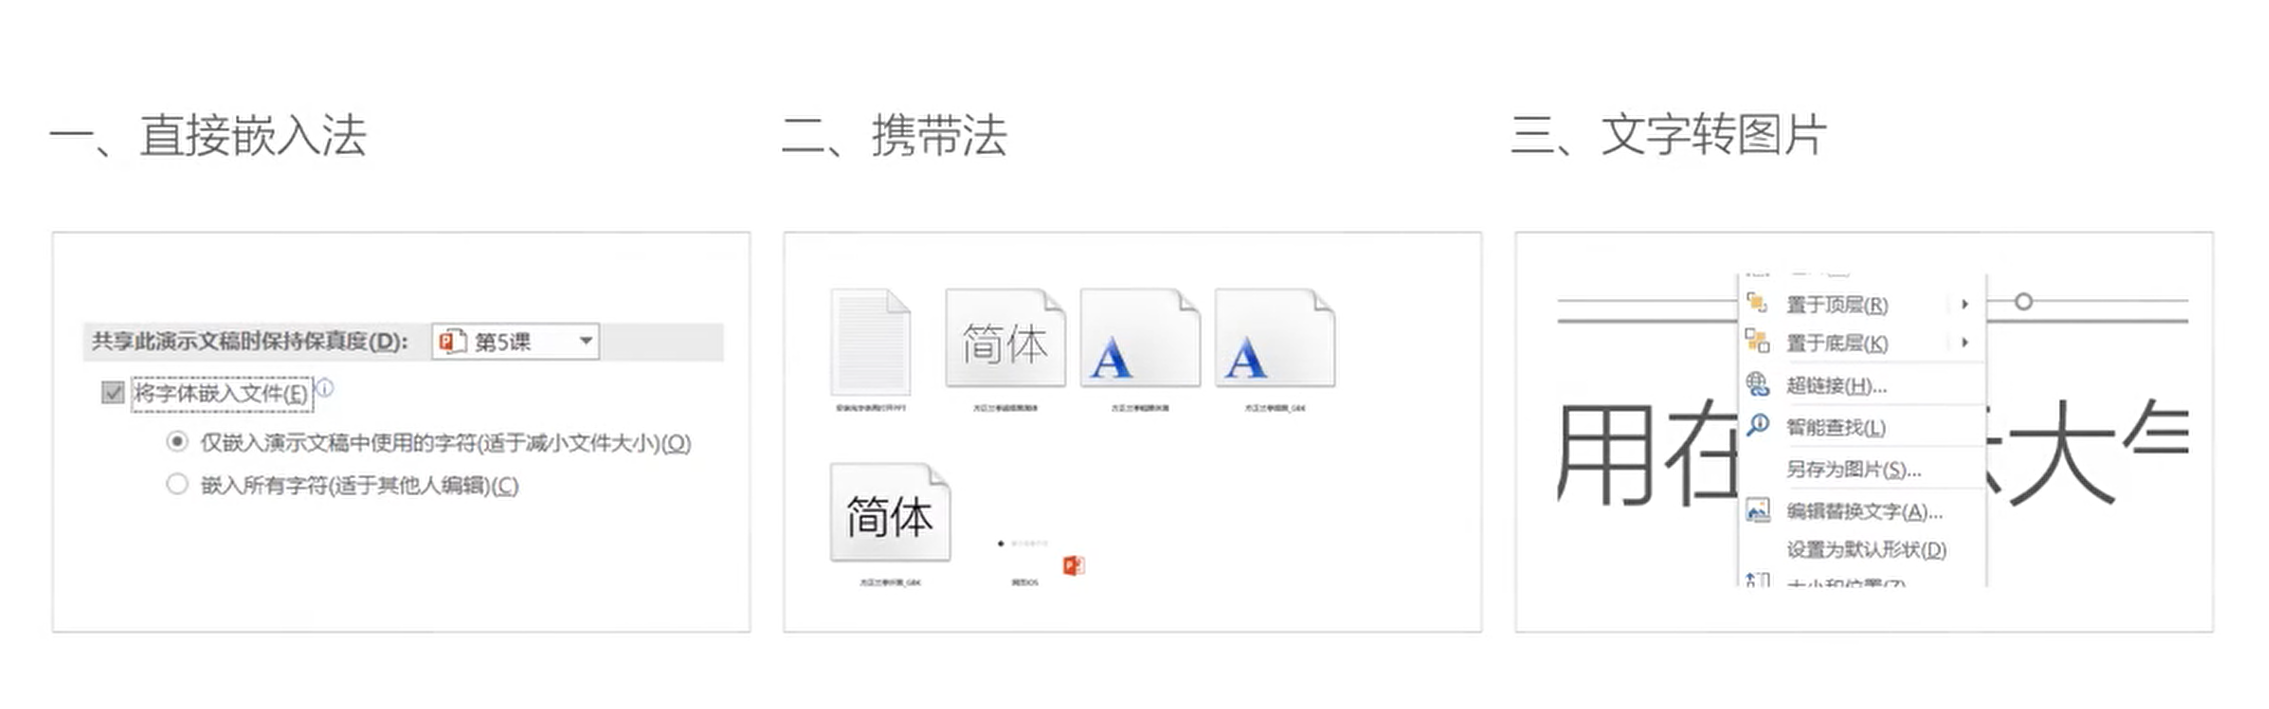 一、直接嵌入法
共享此演示文稿时保持保真度(D):
第5课
将字体嵌入文件(E)
仅嵌入演示文稿中使用的字符(适于减小文件大小)(O)
嵌入所有字符(适于其他人编辑)(C)
二、携带法
简体
A
A
简体
三、文字转图片
置于顶层(R)
置于底层(K)
超链接(H)...
智能查找(L)
另存为图片(S)...
编辑替换文字(A)...
设置为默认形状(D)
用在
大